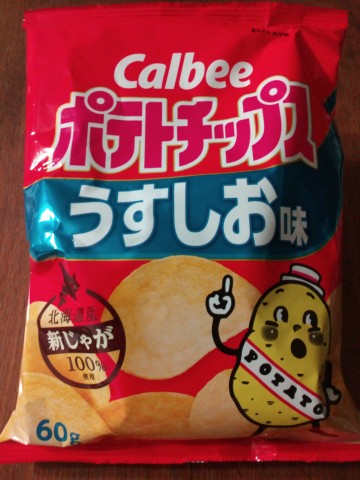 Calbee
ポテトチップス
うすしお味
北海道産
新じゃが
100%
使用
POTATO
60g